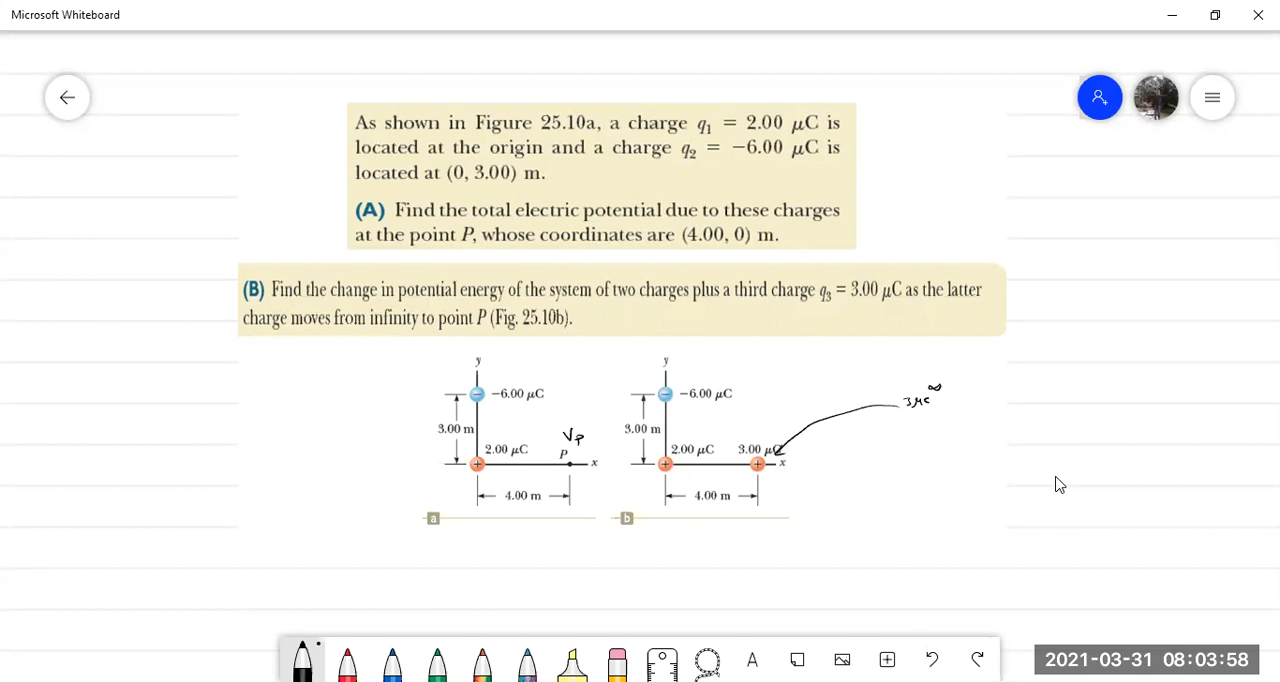 Microsoft Whiteboard
As shown in Figure 25.10a, a charge q₁ = 2.00 μC is
located at the origin and a charge q₂ = −6.00 μC is
located at (0, 3.00) m.
(A) Find the total electric potential due to these charges
at the point P, whose coordinates are (4.00, 0) m.
(B) Find the change in potential energy of the system of two charges plus a third charge q₃ = 3.00 μC as the latter
charge moves from infinity to point P (Fig. 25.10b).
y
−6.00 μC
3.00 m
2.00 μC
Vp
P
x
4.00 m
a
y
−6.00 μC
3.00 m
2.00 μC
3.00 μC
x
4.00 m
b
∞
3μC
A
2021-03-31 08:03:58